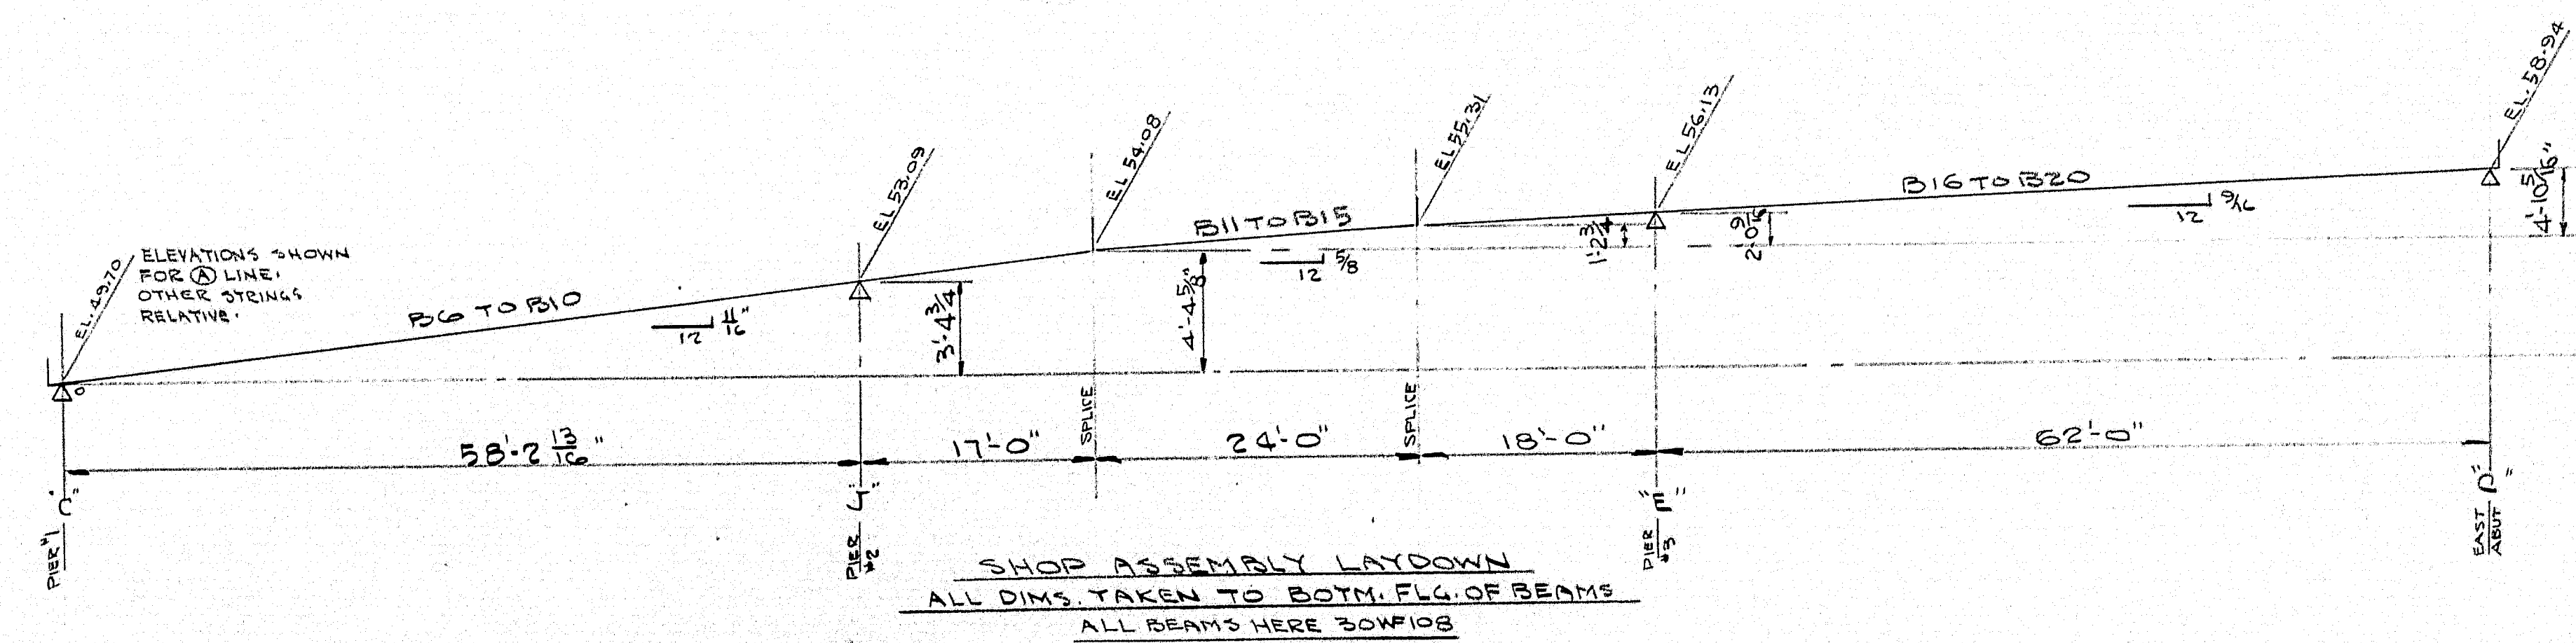 ELEVATIONS SHOWN
FOR Ⓐ LINE.
OTHER STRINGS
RELATIVE.
EL. 49.70
EL 53.09
EL 54.08
EL 55.31
EL 56.13
EL. 58.94
B6 TO B10
12 11/16"
B11 TO B15
12 5/8
B16 TO B20
12 9/16
0
3'-4 3/4
4'-4 5/8"
1'-2 3/4
2'-0 9/16
4'-10 5/16"
58'-2 13/16"
17'-0"
SPLICE
24'-0"
SPLICE
18'-0"
62'-0"
PIER #1 "C"
PIER #2 "J"
PIER #3 "E"
EAST ABUT "D"
SHOP ASSEMBLY LAYDOWN
ALL DIMS. TAKEN TO BOTM. FLG. OF BEAMS
ALL BEAMS HERE 30WF108